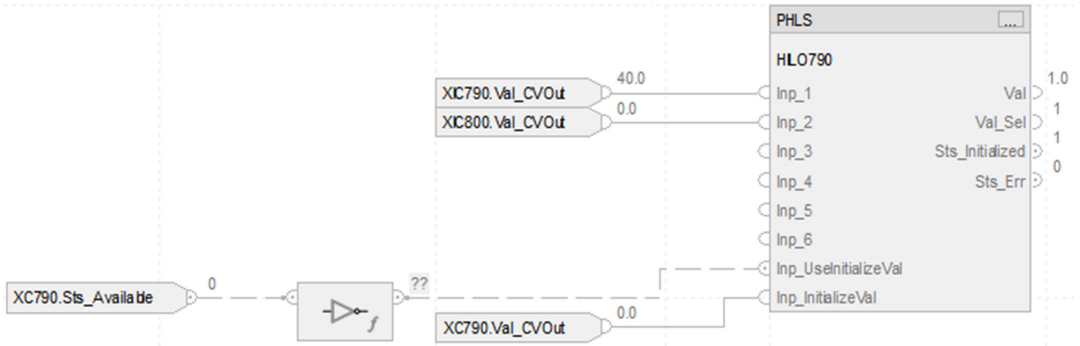 PHLS
...
HLO790
40.0
XIC790.Val_CVOut
Inp_1
Val
1.0
0.0
XIC800.Val_CVOut
Inp_2
Val_Sel
1
Inp_3
Sts_Initialized
1
Inp_4
Sts_Err
0
Inp_5
Inp_6
Inp_UseInitializeVal
XC790.Sts_Available
0
??
f
Inp_InitializeVal
XC790.Val_CVOut
0.0